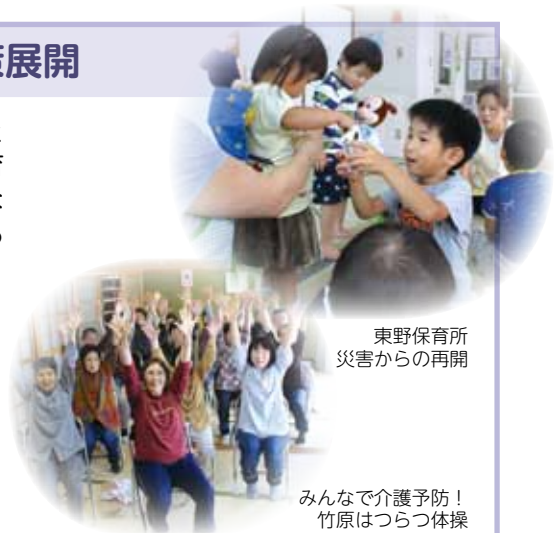 展開
東野保育所
災害からの再開
みんなで介護予防!
竹原はつらつ体操